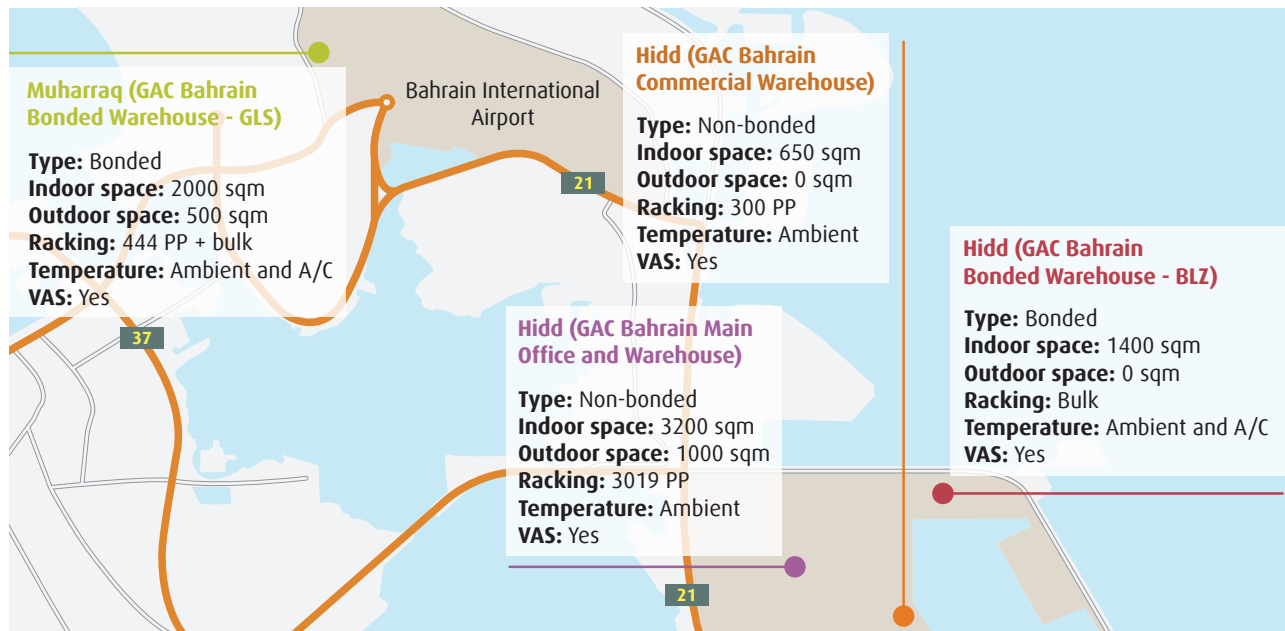 Muharraq (GAC Bahrain
Bonded Warehouse - GLS)
Type: Bonded
Indoor space: 2000 sqm
Outdoor space: 500 sqm
Racking: 444 PP + bulk
Temperature: Ambient and A/C
VAS: Yes
Bahrain International
Airport
Hidd (GAC Bahrain
Commercial Warehouse)
Type: Non-bonded
Indoor space: 650 sqm
Outdoor space: 0 sqm
Racking: 300 PP
Temperature: Ambient
VAS: Yes
21
Hidd (GAC Bahrain
Bonded Warehouse - BLZ)
Type: Bonded
Indoor space: 1400 sqm
Outdoor space: 0 sqm
Racking: Bulk
Temperature: Ambient and A/C
VAS: Yes
37
Hidd (GAC Bahrain Main
Office and Warehouse)
Type: Non-bonded
Indoor space: 3200 sqm
Outdoor space: 1000 sqm
Racking: 3019 PP
Temperature: Ambient
VAS: Yes
21